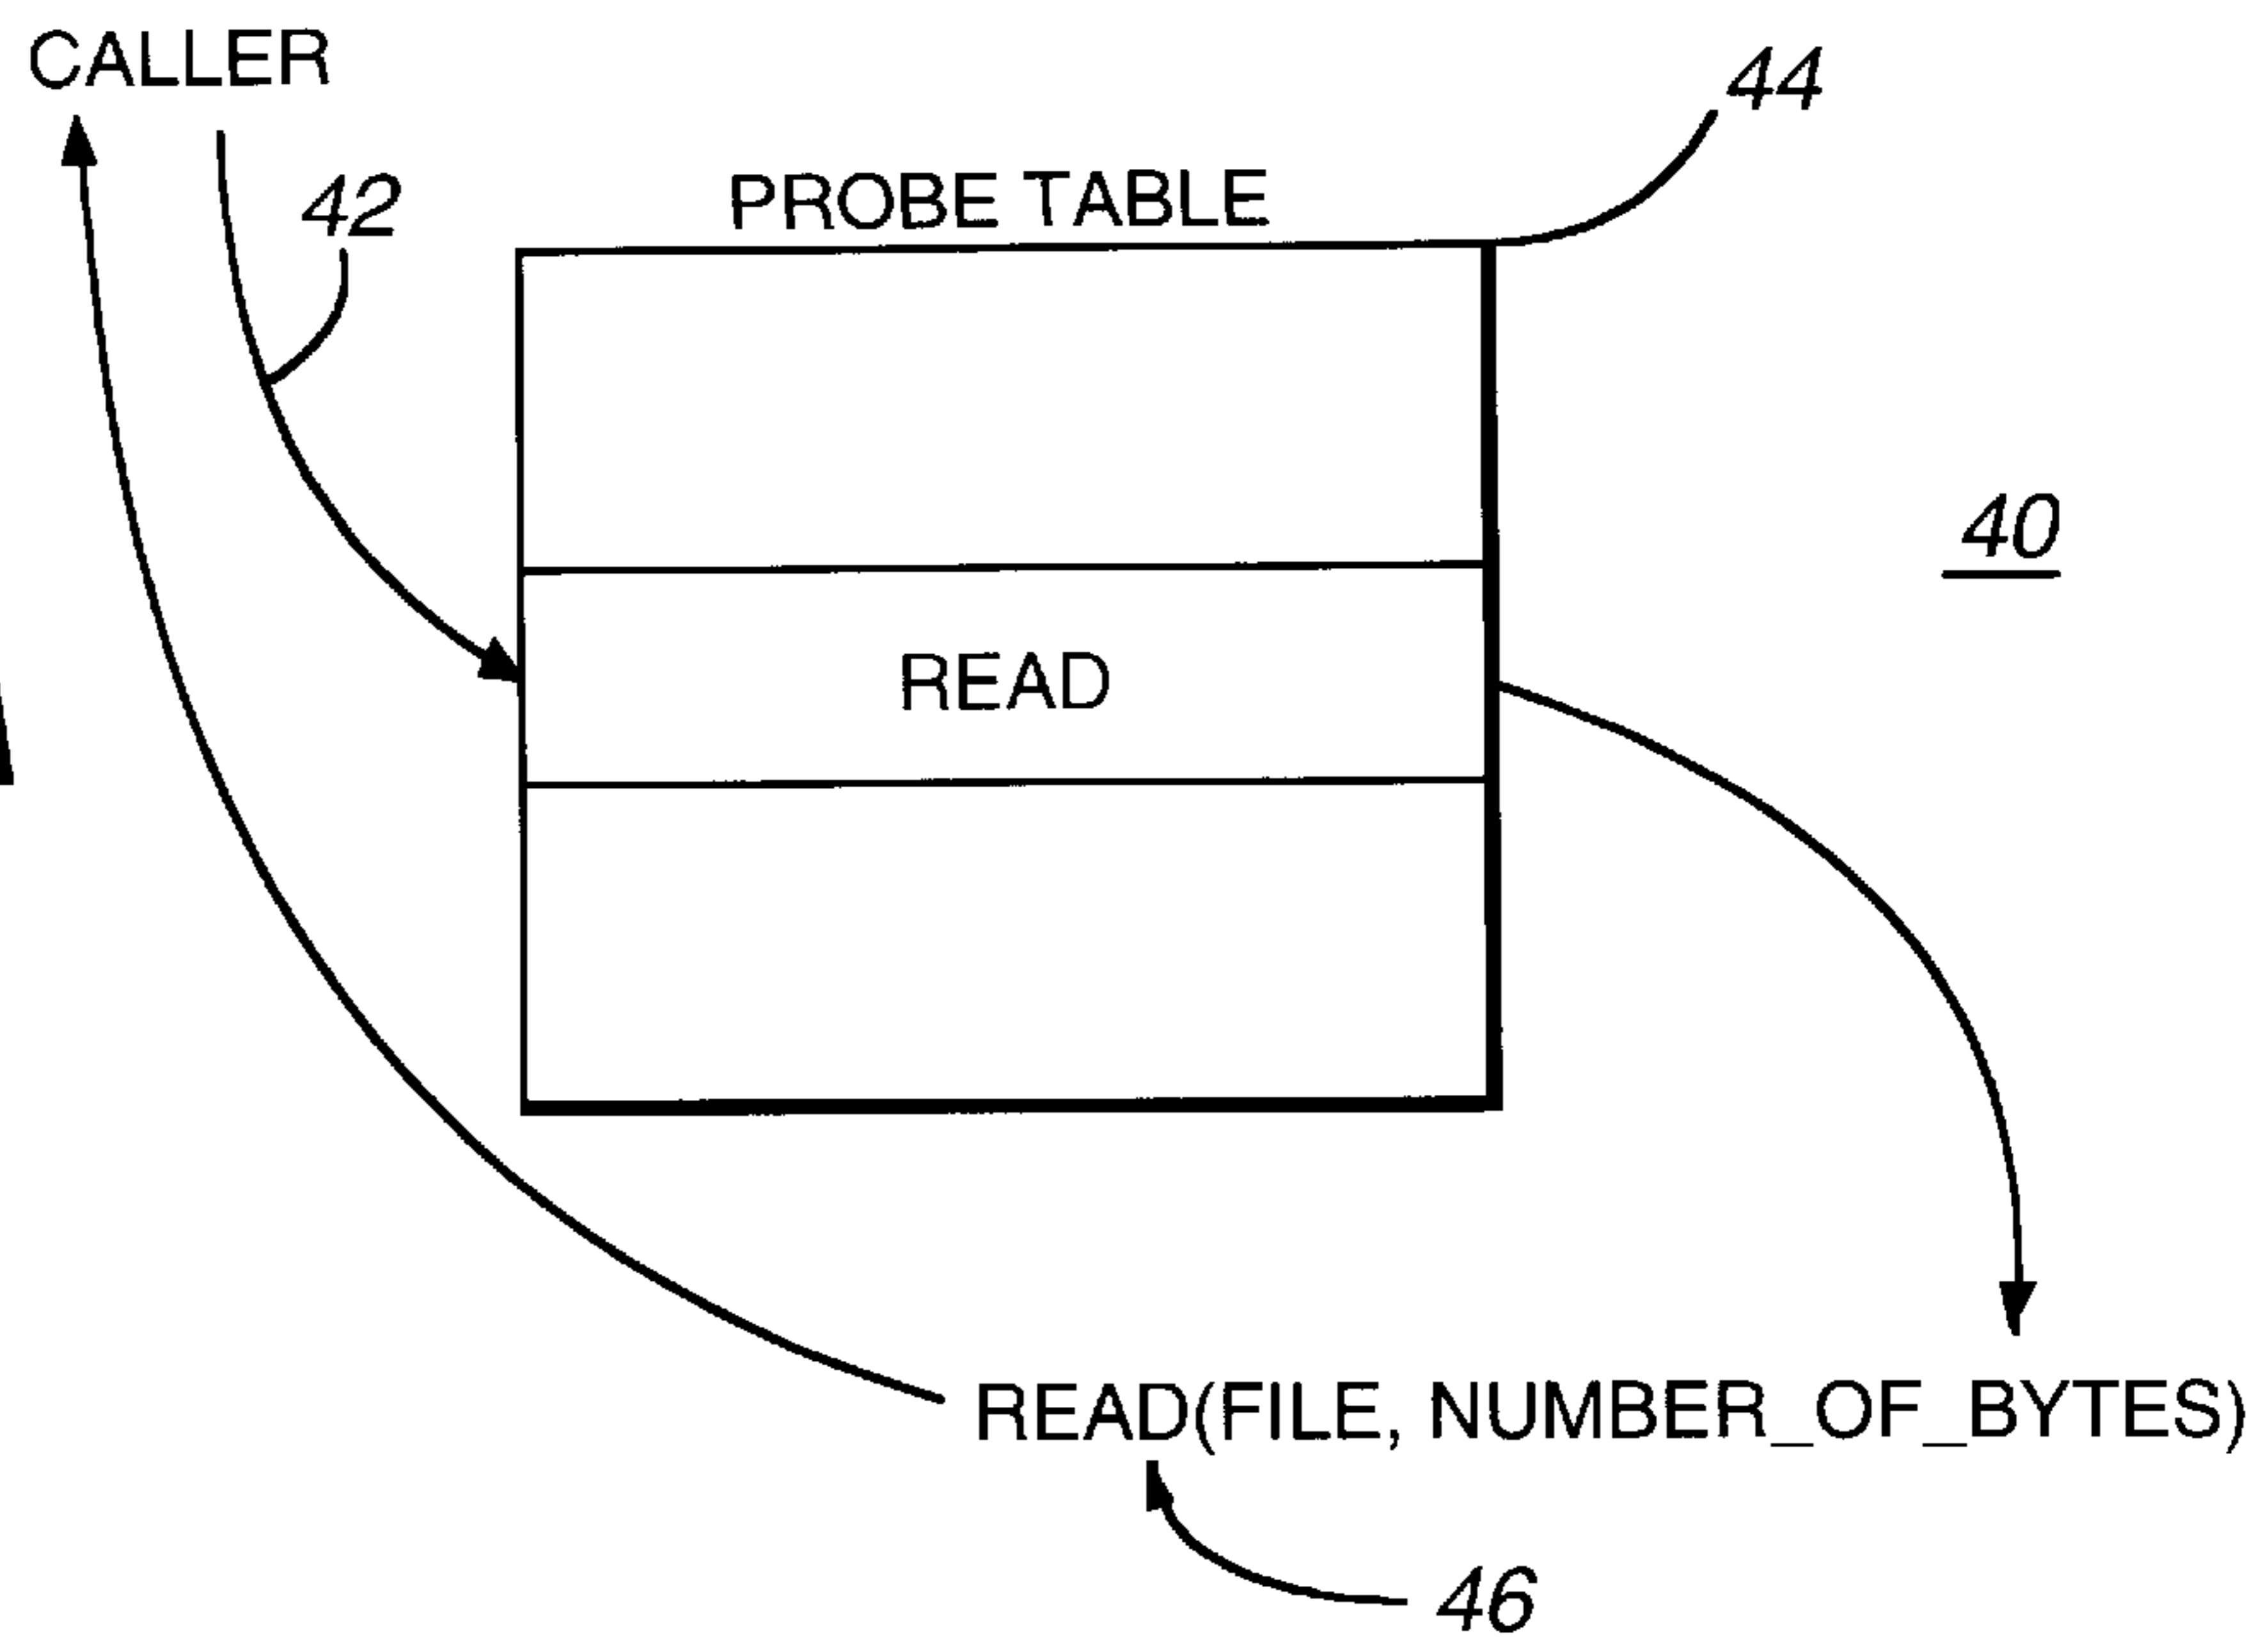 CALLER
44
42
PROBE TABLE
40
READ
READ(FILE, NUMBER_OF_BYTES)
46